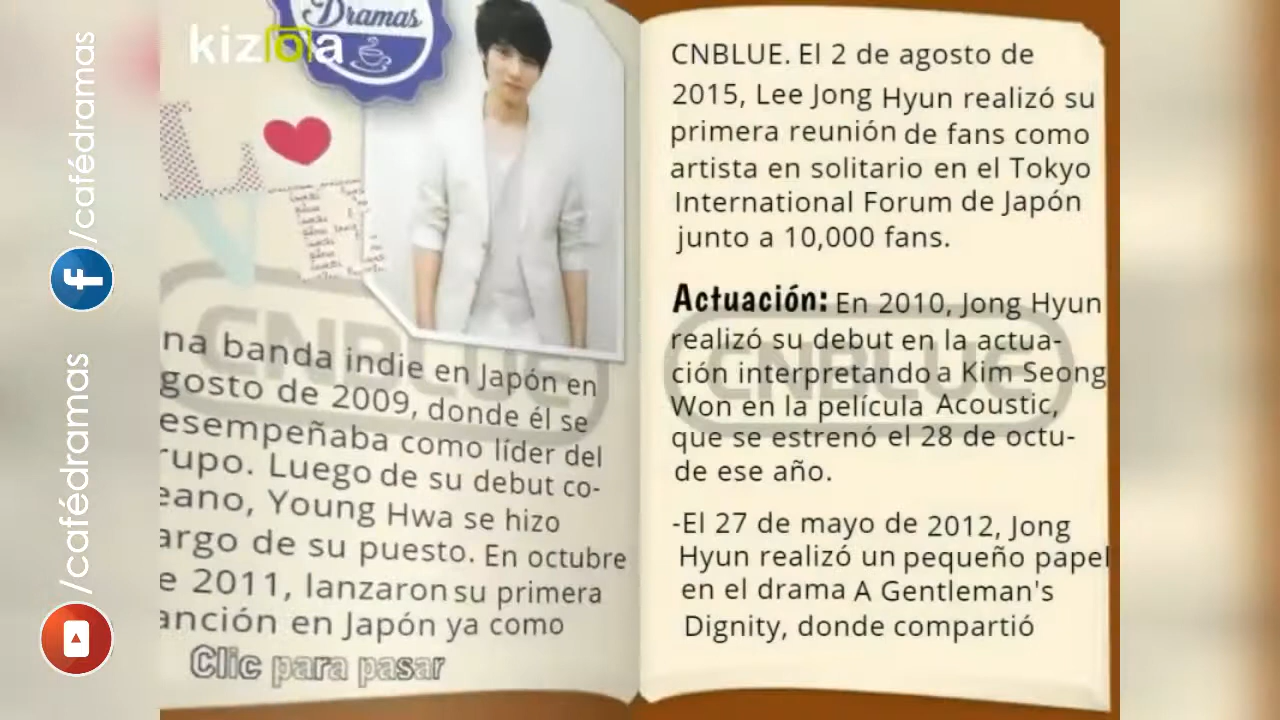 /cafédramas
/cafédramas
Dramas
kizoa
CNBLUE
na banda indie en Japón en
gosto de 2009, donde él se
esempeñaba como líder del
rupo. Luego de su debut co-
eano, Young Hwa se hizo
argo de su puesto. En octubre
e 2011, lanzaron su primera
anción en Japón ya como
Clic para pasar
CNBLUE. El 2 de agosto de
2015, Lee Jong Hyun realizó su
primera reunión de fans como
artista en solitario en el Tokyo
International Forum de Japón
junto a 10,000 fans.
Actuación: En 2010, Jong Hyun
realizó su debut en la actua-
ción interpretando a Kim Seong
Won en la película Acoustic,
que se estrenó el 28 de octu-
de ese año.
CNBLUE
-El 27 de mayo de 2012, Jong
Hyun realizó un pequeño papel
en el drama A Gentleman's
Dignity, donde compartió